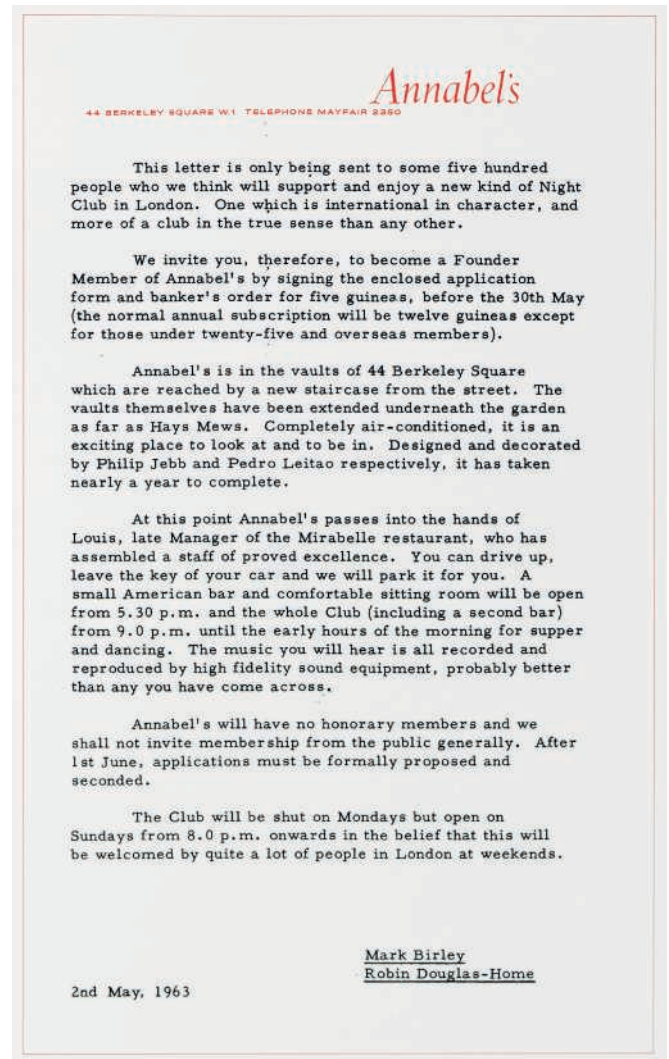 Annabel's
44 BERKELEY SQUARE W.1 TELEPHONE MAYFAIR 2350
This letter is only being sent to some five hundred
people who we think will support and enjoy a new kind of Night
Club in London. One which is international in character, and
more of a club in the true sense than any other.
We invite you, therefore, to become a Founder
Member of Annabel's by signing the enclosed application
form and banker's order for five guineas, before the 30th May
(the normal annual subscription will be twelve guineas except
for those under twenty-five and overseas members).
Annabel's is in the vaults of 44 Berkeley Square
which are reached by a new staircase from the street. The
vaults themselves have been extended underneath the garden
as far as Hays Mews. Completely air-conditioned, it is an
exciting place to look at and to be in. Designed and decorated
by Philip Jebb and Pedro Leitao respectively, it has taken
nearly a year to complete.
At this point Annabel's passes into the hands of
Louis, late Manager of the Mirabelle restaurant, who has
assembled a staff of proved excellence. You can drive up,
leave the key of your car and we will park it for you. A
small American bar and comfortable sitting room will be open
from 5.30 p.m. and the whole Club (including a second bar)
from 9.0 p.m. until the early hours of the morning for supper
and dancing. The music you will hear is all recorded and
reproduced by high fidelity sound equipment, probably better
than any you have come across.
Annabel's will have no honorary members and we
shall not invite membership from the public generally. After
1st June, applications must be formally proposed and
seconded.
The Club will be shut on Mondays but open on
Sundays from 8.0 p.m. onwards in the belief that this will
be welcomed by quite a lot of people in London at weekends.
Mark Birley
Robin Douglas-Home
2nd May, 1963